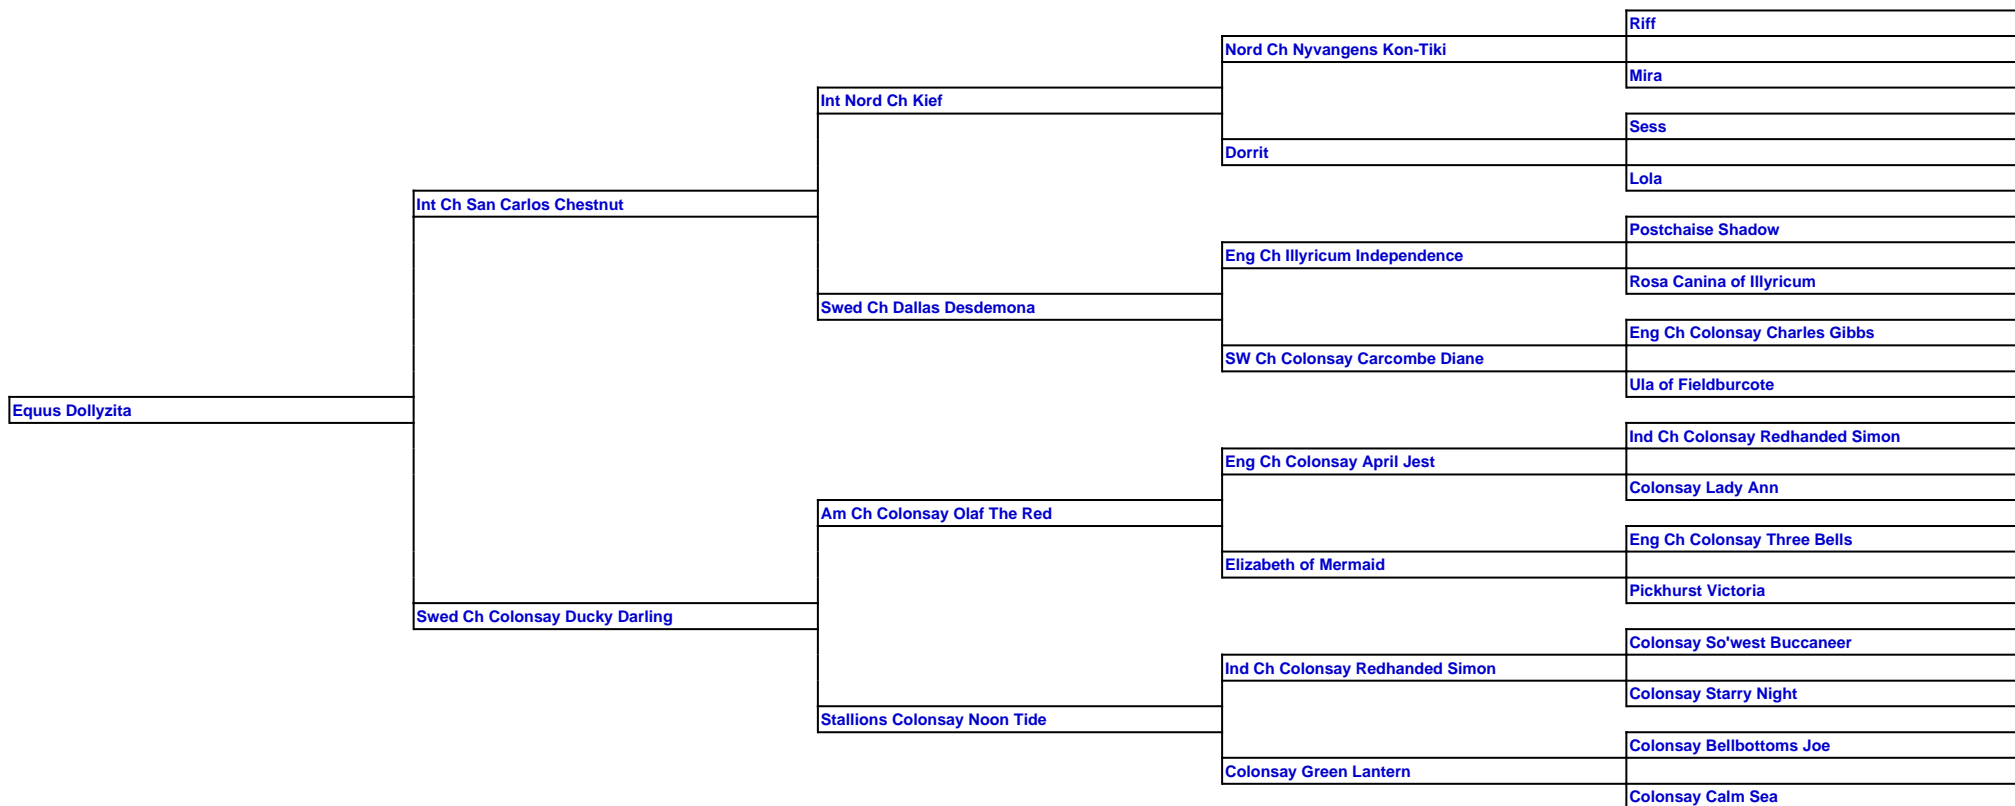 Riff
Nord Ch Nyvangens Kon-Tiki
Mira
Int Nord Ch Kief
Sess
Dorrit
Lola
Int Ch San Carlos Chestnut
Postchaise Shadow
Eng Ch Illyricum Independence
Rosa Canina of Illyricum
Swed Ch Dallas Desdemona
Eng Ch Colonsay Charles Gibbs
SW Ch Colonsay Carcombe Diane
Ula of Fieldburcote
Equus Dollyzita
Ind Ch Colonsay Redhanded Simon
Eng Ch Colonsay April Jest
Colonsay Lady Ann
Am Ch Colonsay Olaf The Red
Eng Ch Colonsay Three Bells
Elizabeth of Mermaid
Pickhurst Victoria
Swed Ch Colonsay Ducky Darling
Colonsay So'west Buccaneer
Ind Ch Colonsay Redhanded Simon
Colonsay Starry Night
Stallions Colonsay Noon Tide
Colonsay Bellbottoms Joe
Colonsay Green Lantern
Colonsay Calm Sea